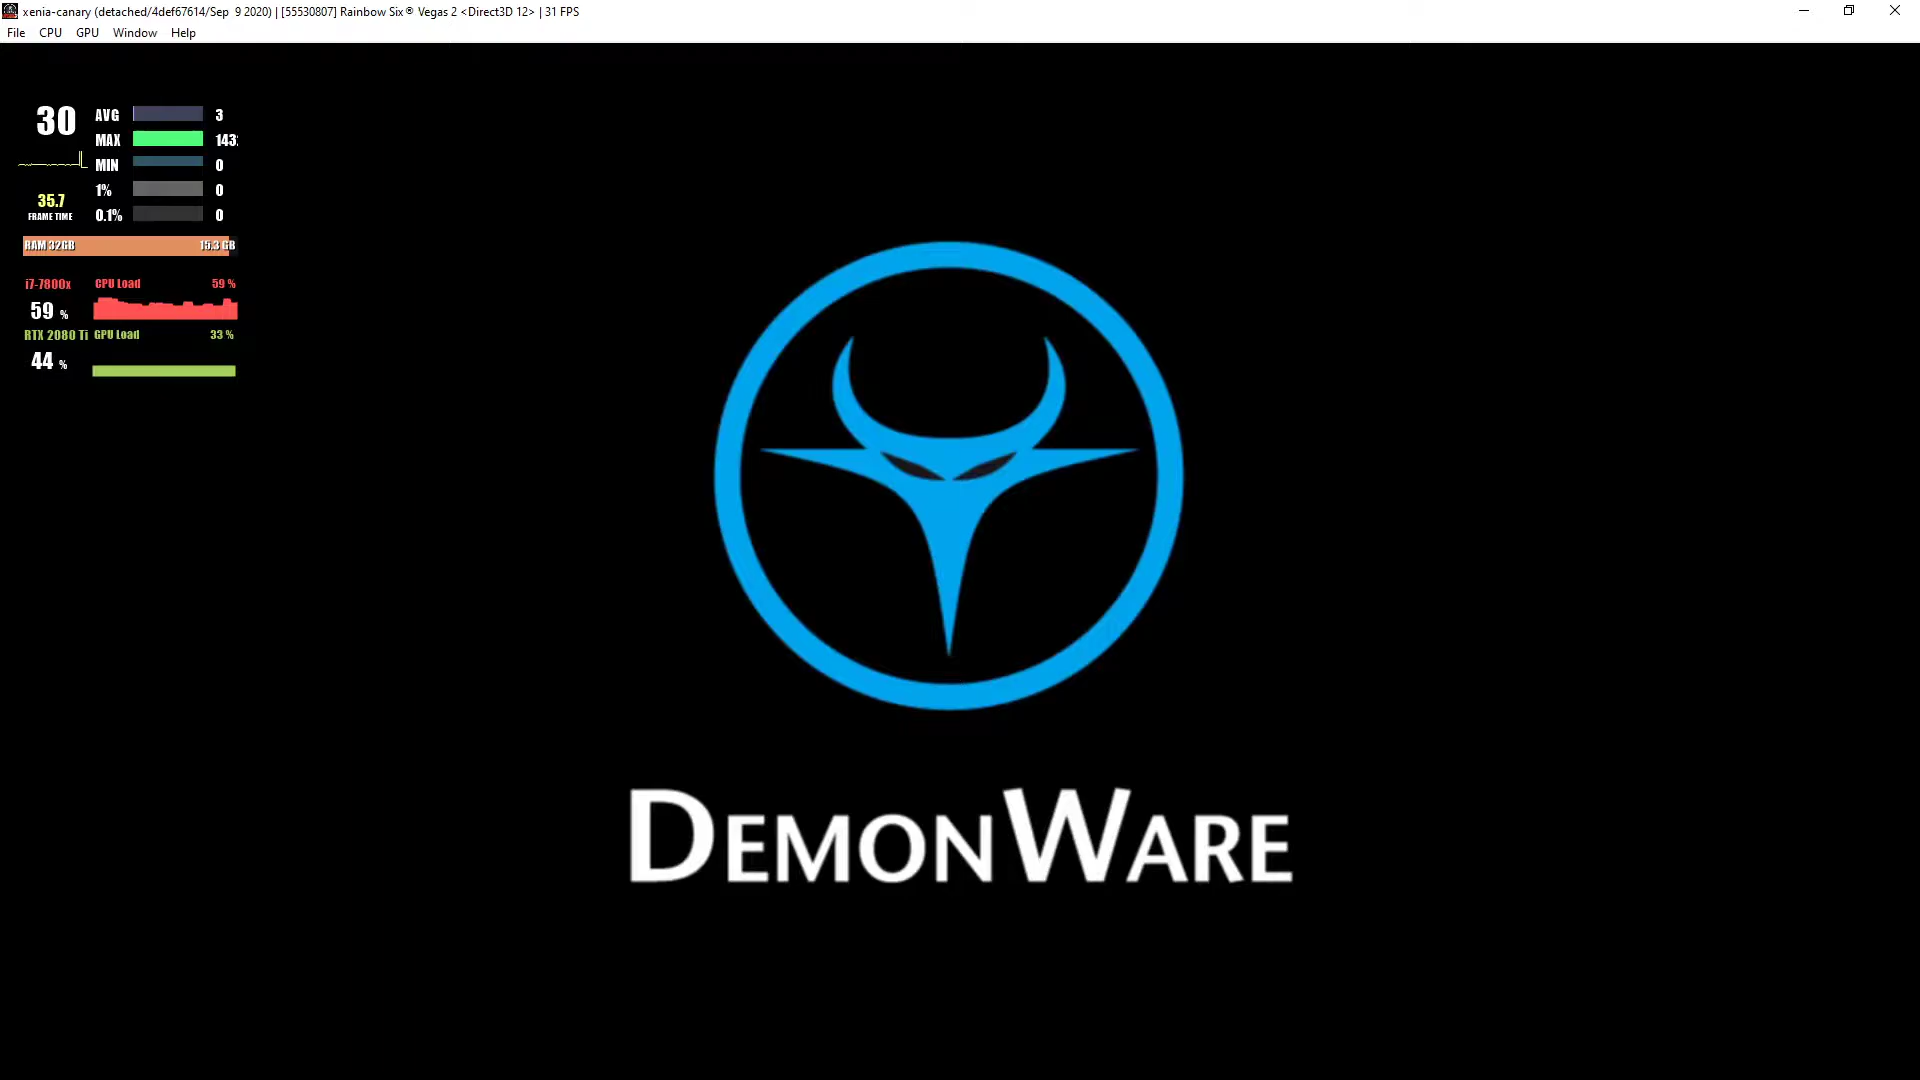 xenia-canary (detached/4def67614/Sep 9 2020) | [55530807] Rainbow Six® Vegas 2 <Direct3D 12> | 31 FPS
File CPU GPU Window Help
30 AVG 3
MAX 143
MIN 0
1% 0
35.7
FRAME TIME 0.1% 0
RAM 32GB 15.3 GB
i7-7800x CPU Load 59 %
59 %
RTX 2080 Ti GPU Load 33 %
44 %
DEMONWARE